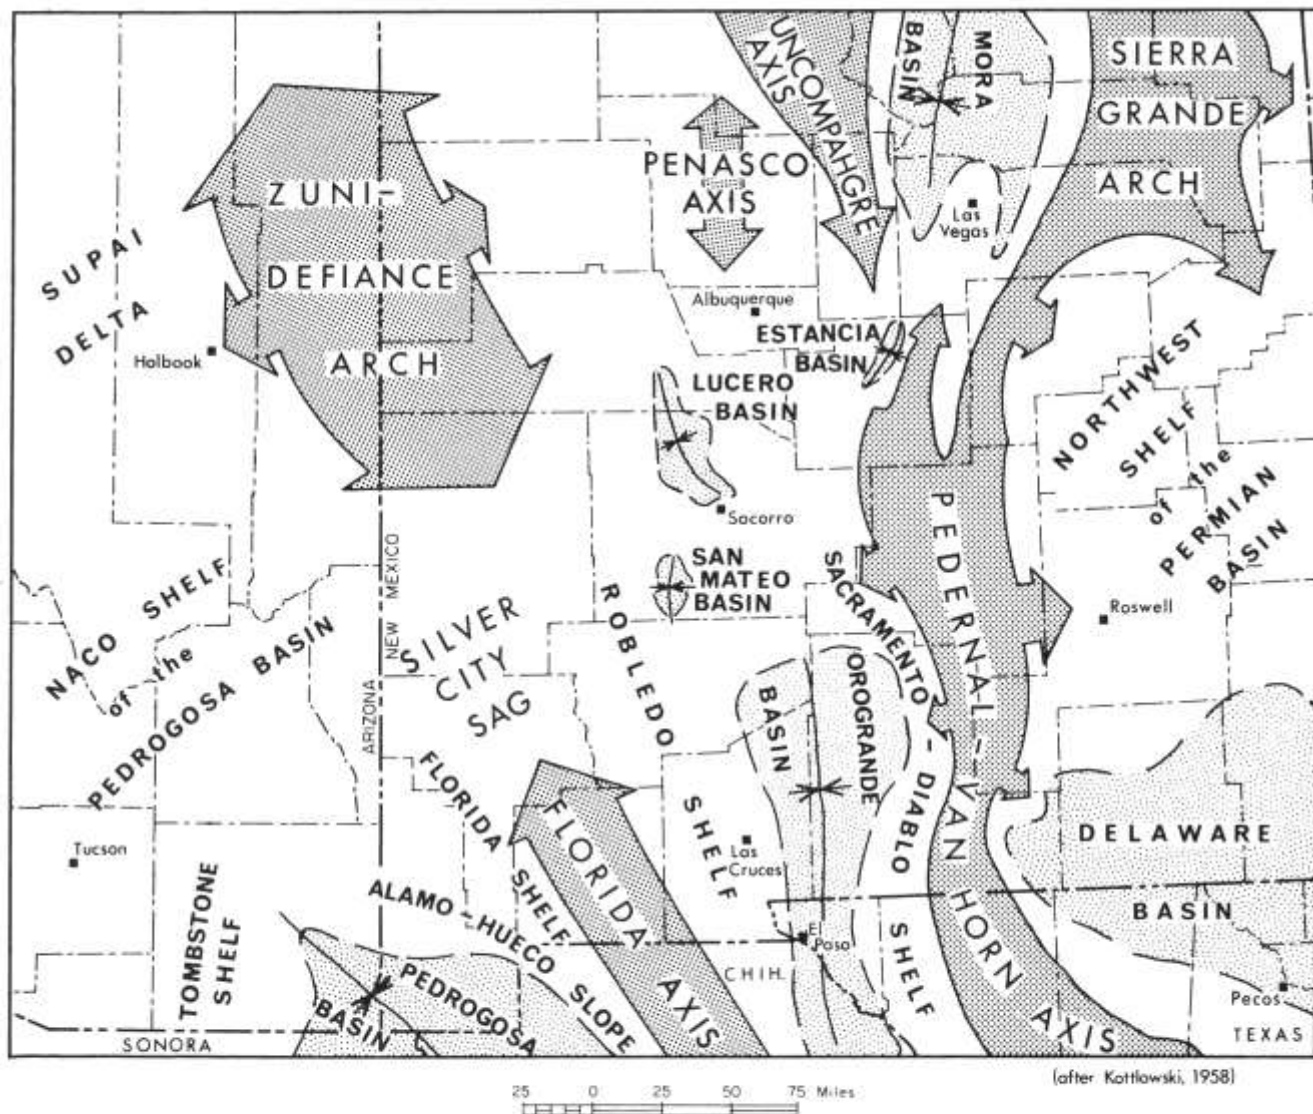 UNCOMPAHGRE
AXIS
BASIN
MORA
SIERRA
GRANDE
ARCH
ZUNI-
DEFIANCE
ARCH
PENASCO
AXIS
Las
Vegas
SUPAI
DELTA
Holbook
Albuquerque
ESTANCIA
BASIN
LUCERO
BASIN
NORTHWEST
SHELF
of the
PERMIAN
BASIN
Socorro
SAN
MATEO
BASIN
Roswell
NACO SHELF
of the
PEDROGOSA BASIN
ARIZONA
NEW MEXICO
SILVER
CITY
SAG
ROBLEDO
SHELF
BASIN
OROGRANDE
SACRAMENTO - DIABLO
SHELF
PEDERNAL - VAN HORN AXIS
FLORIDA
SHELF
FLORIDA
AXIS
Las
Cruces
DELAWARE
BASIN
Tucson
TOMBSTONE
SHELF
ALAMO-HUECO SLOPE
PEDROGOSA
BASIN
El
Paso
CHIH.
Pecos
TEXAS
SONORA
(after Kottlowski, 1958)
25 0 25 50 75 Miles